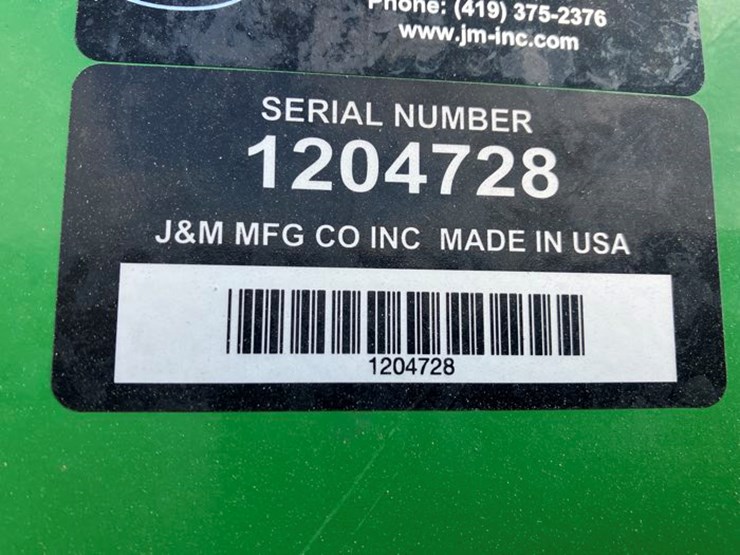 Phone: (419) 375-2376
www.jm-inc.com
SERIAL NUMBER
1204728
J&M MFG CO INC MADE IN USA
1204728